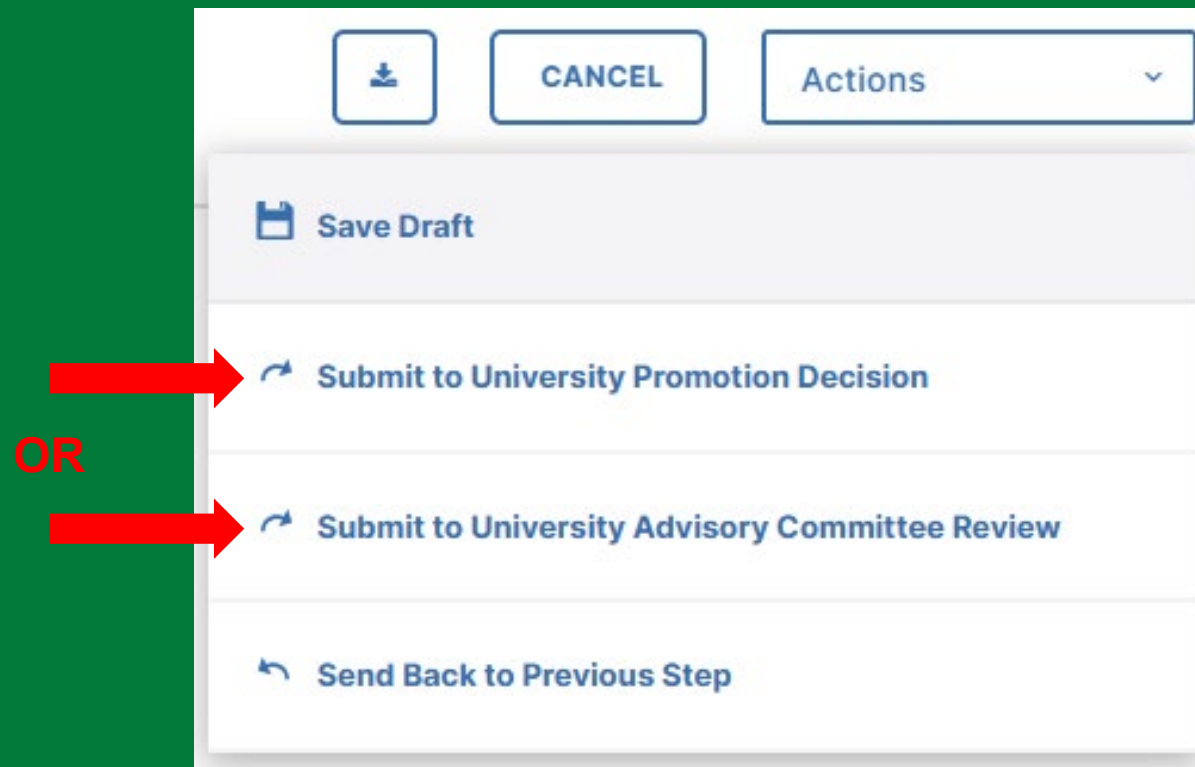 CANCEL
Actions
Save Draft
Submit to University Promotion Decision
OR
Submit to University Advisory Committee Review
Send Back to Previous Step